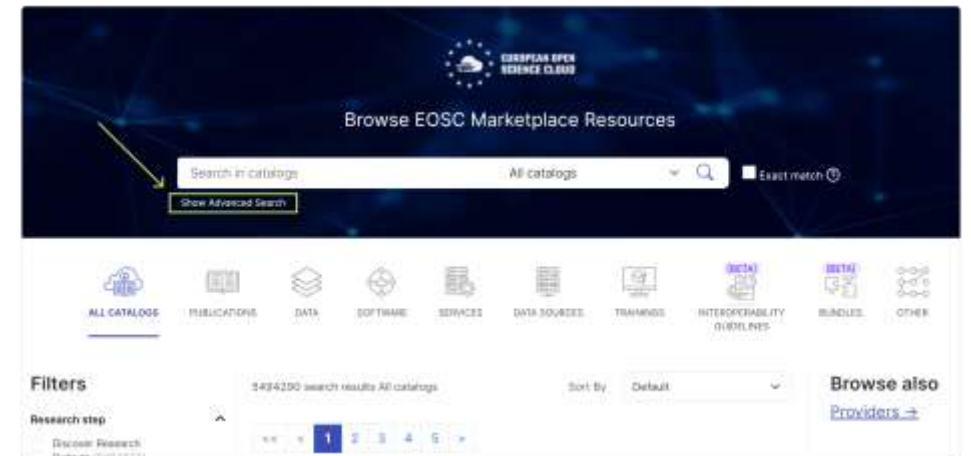 EUROPEAN OPEN
SCIENCE CLOUD
Browse EOSC Marketplace Resources
Search in catalogs All catalogs Exact match
Show Advanced Search
(BETA) (BETA)
ALL CATALOGS PUBLICATIONS DATA SOFTWARE SERVICES DATA SOURCES TRAININGS INTEROPERABILITY GUIDELINES BUNDLES OTHER
Filters search results All catalogs Sort By Default Browse also
Research step Providers →
<< < 1 2 3 4 5 >
Discover Research